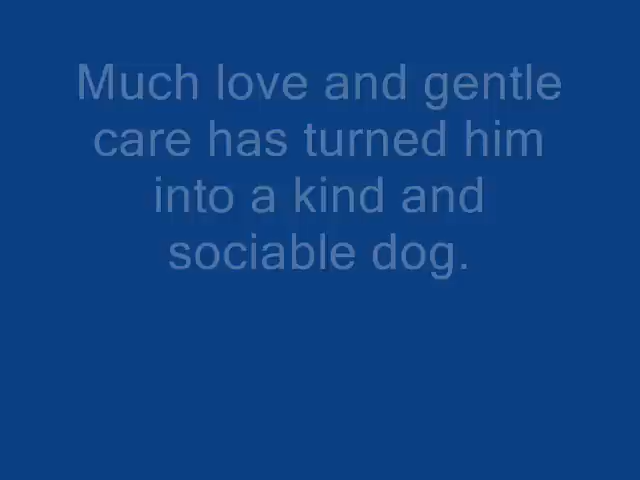 Much love and gentle
care has turned him
into a kind and
sociable dog.